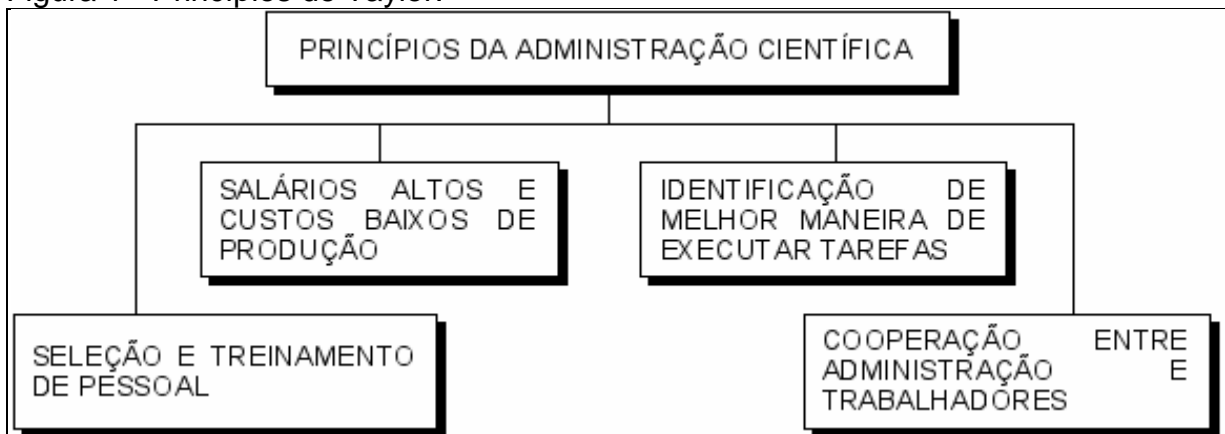 PRINCÍPIOS DA ADMINISTRAÇÃO CIENTÍFICA
SALÁRIOS ALTOS E
CUSTOS BAIXOS DE
PRODUÇÃO
IDENTIFICAÇÃO DE
MELHOR MANEIRA DE
EXECUTAR TAREFAS
SELEÇÃO E TREINAMENTO
DE PESSOAL
COOPERAÇÃO ENTRE
ADMINISTRAÇÃO E
TRABALHADORES